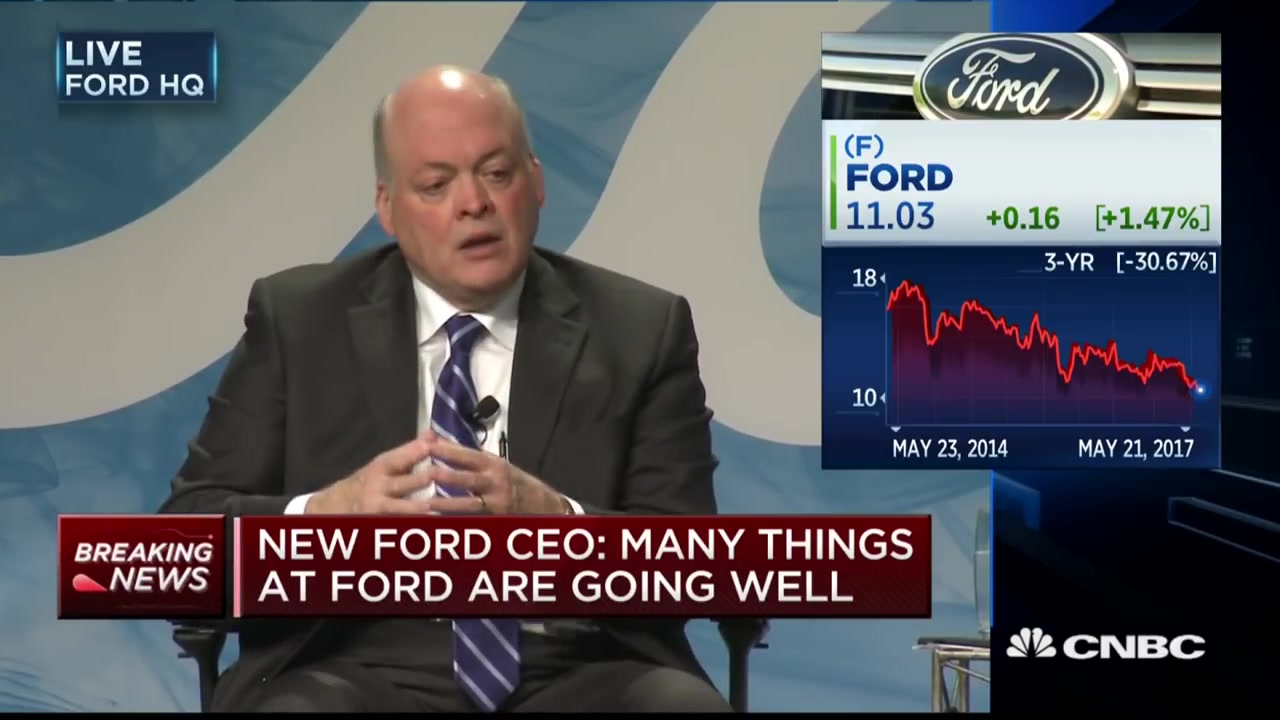 LIVE
FORD HQ
Ford
(F)
FORD
11.03 +0.16 [+1.47%]
3-YR [-30.67%]
18
10
MAY 23, 2014 MAY 21, 2017
BREAKING
NEWS
NEW FORD CEO: MANY THINGS
AT FORD ARE GOING WELL
CNBC